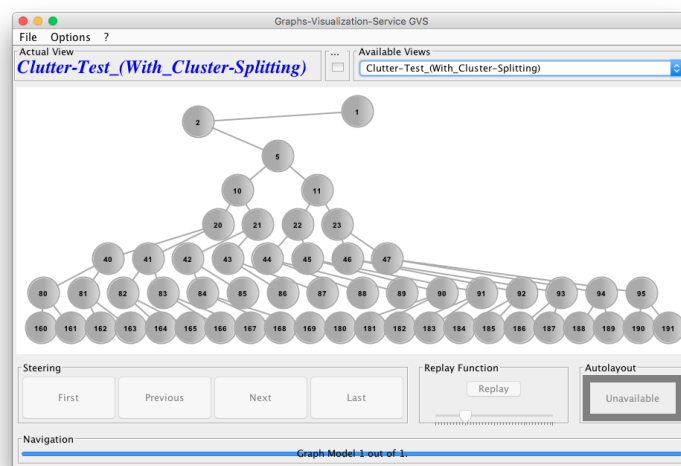 Graphs-Visualization-Service GVS
File Options ?
Actual View ... Available Views
Clutter-Test_(With_Cluster-Splitting) Clutter-Test_(With_Cluster-Splitting)
1
2
5
10 11
20 21 22 23
40 41 42 43 44 45 46 47
80 81 82 83 84 85 86 87 88 89 90 91 92 93 94 95
160 161 162 163 164 165 166 167 168 169 180 181 182 183 184 185 186 187 188 189 190 191
Steering Replay Function Autolayout
First Previous Next Last Replay Unavailable
Navigation
Graph Model 1 out of 1.